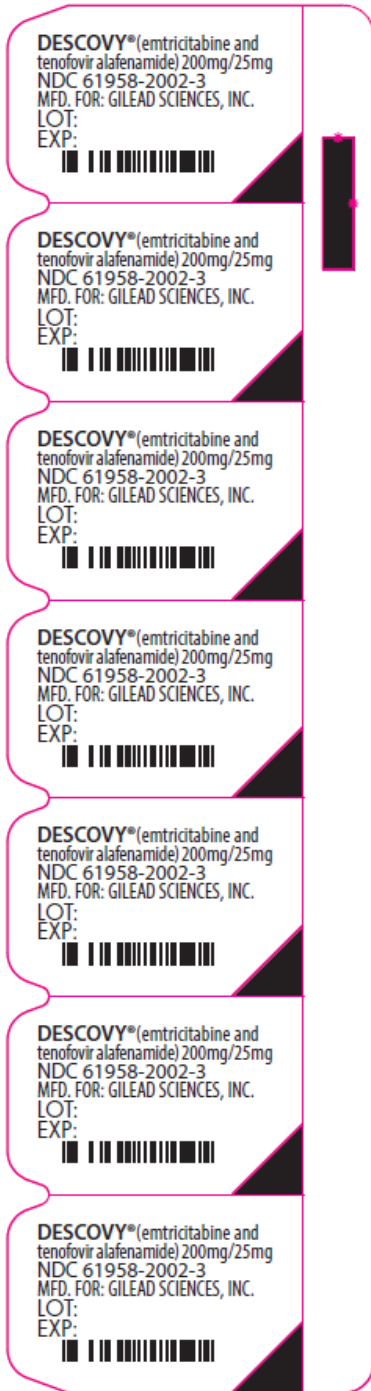 DESCOVY®(emtricitabine and
tenofovir alafenamide) 200mg/25mg
NDC 61958-2002-3
MFD. FOR: GILEAD SCIENCES, INC.
LOT:
EXP:
DESCOVY®(emtricitabine and
tenofovir alafenamide) 200mg/25mg
NDC 61958-2002-3
MFD. FOR: GILEAD SCIENCES, INC.
LOT:
EXP:
DESCOVY®(emtricitabine and
tenofovir alafenamide) 200mg/25mg
NDC 61958-2002-3
MFD. FOR: GILEAD SCIENCES, INC.
LOT:
EXP:
DESCOVY®(emtricitabine and
tenofovir alafenamide) 200mg/25mg
NDC 61958-2002-3
MFD. FOR: GILEAD SCIENCES, INC.
LOT:
EXP:
DESCOVY®(emtricitabine and
tenofovir alafenamide) 200mg/25mg
NDC 61958-2002-3
MFD. FOR: GILEAD SCIENCES, INC.
LOT:
EXP:
DESCOVY®(emtricitabine and
tenofovir alafenamide) 200mg/25mg
NDC 61958-2002-3
MFD. FOR: GILEAD SCIENCES, INC.
LOT:
EXP:
DESCOVY®(emtricitabine and
tenofovir alafenamide) 200mg/25mg
NDC 61958-2002-3
MFD. FOR: GILEAD SCIENCES, INC.
LOT:
EXP: